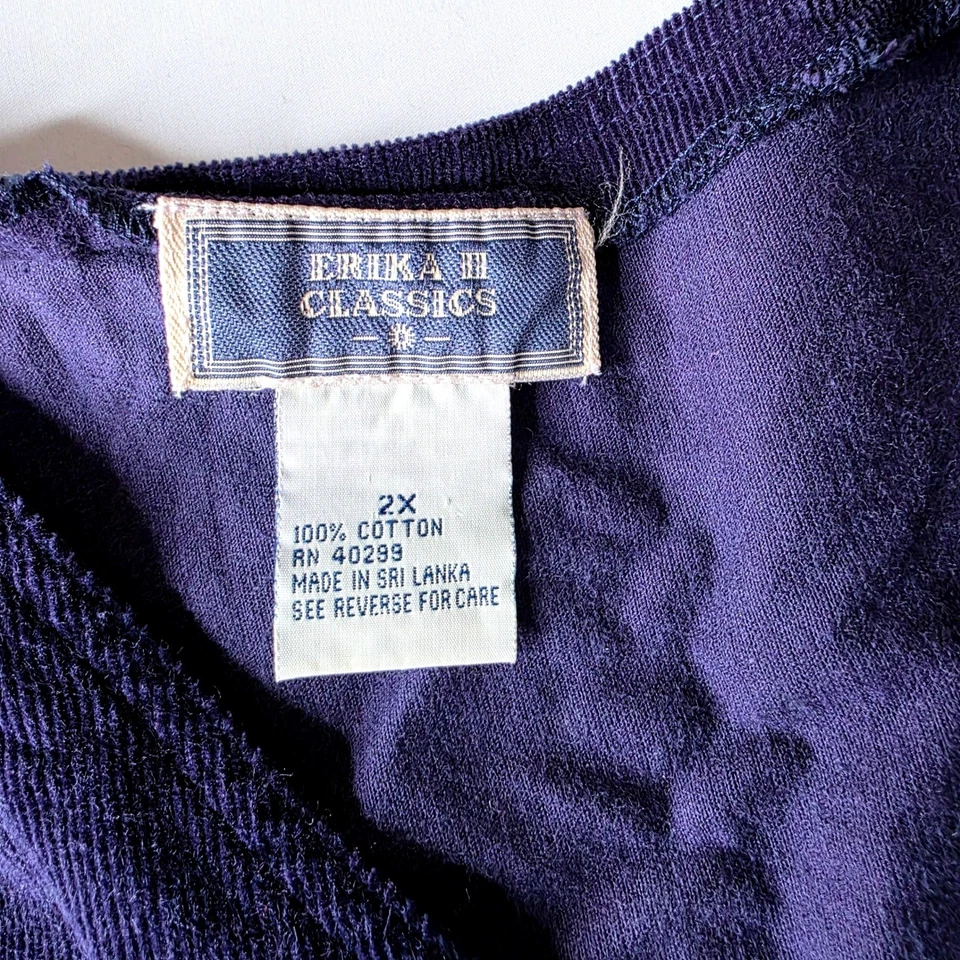 ERIKA II
CLASSICS
2X
100% COTTON
RN 40299
MADE IN SRI LANKA
SEE REVERSE FOR CARE